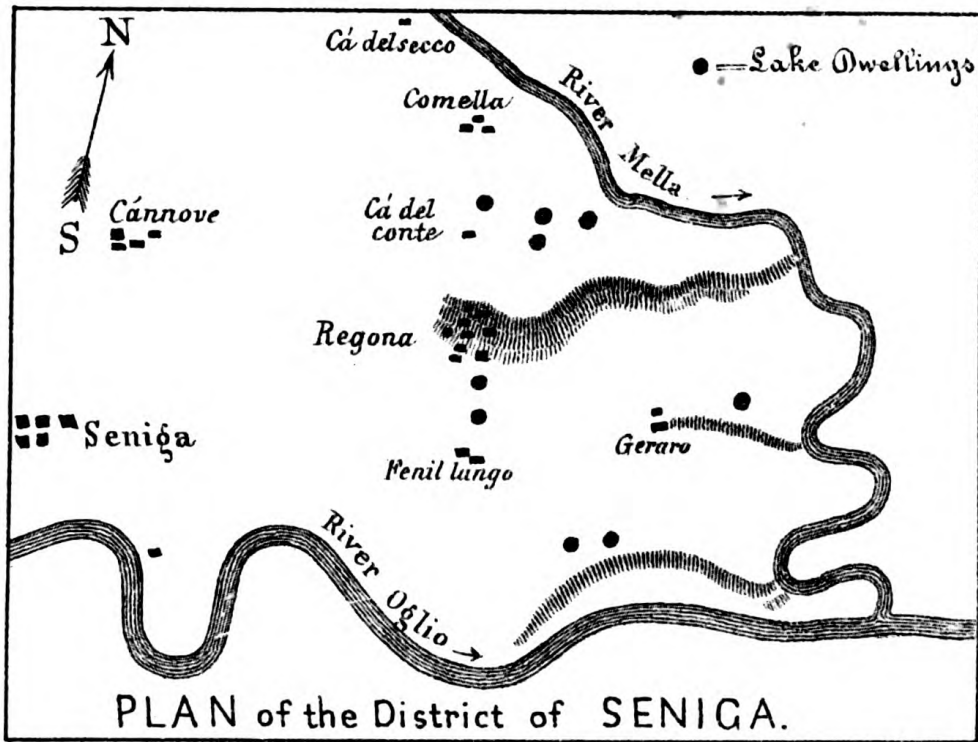 N
S
Cá delsecco
● = Lake Dwellings
Comella
River Mella →
Cánnove
Cá del
conte
Regona
Seniga
Geraro
Fenil lungo
River Oglio →
PLAN of the District of SENIGA.